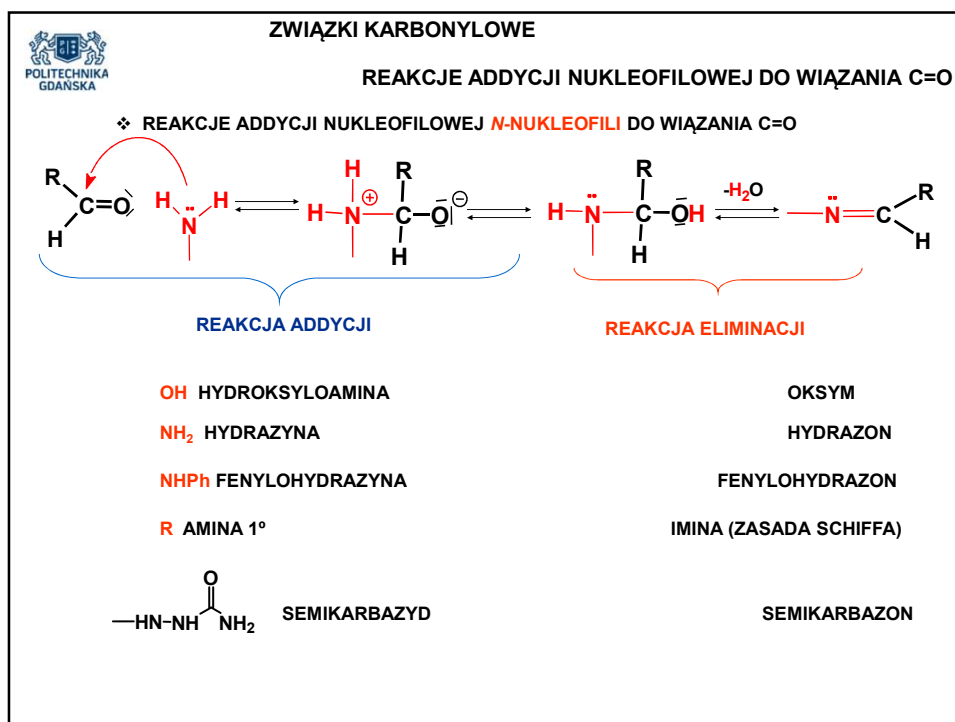 ZWIĄZKI KARBONYLOWE
POLITECHNIKA
GDAŃSKA
REAKCJE ADDYCJI NUKLEOFILOWEJ DO WIĄZANIA C=O
❖ REAKCJE ADDYCJI NUKLEOFILOWEJ N-NUKLEOFILI DO WIĄZANIA C=O
R C=O H
H N H
H H N ⊕ R C O ⊖ H
H N R C OH H
-H₂O
N=C R H
REAKCJA ADDYCJI
REAKCJA ELIMINACJI
OH HYDROKSYLOAMINA OKSYM
NH₂ HYDRAZYNA HYDRAZON
NHPh FENYLOHYDRAZYNA FENYLOHYDRAZON
R AMINA 1º IMINA (ZASADA SCHIFFA)
O
—HN–NH NH₂ SEMIKARBAZYD SEMIKARBAZON